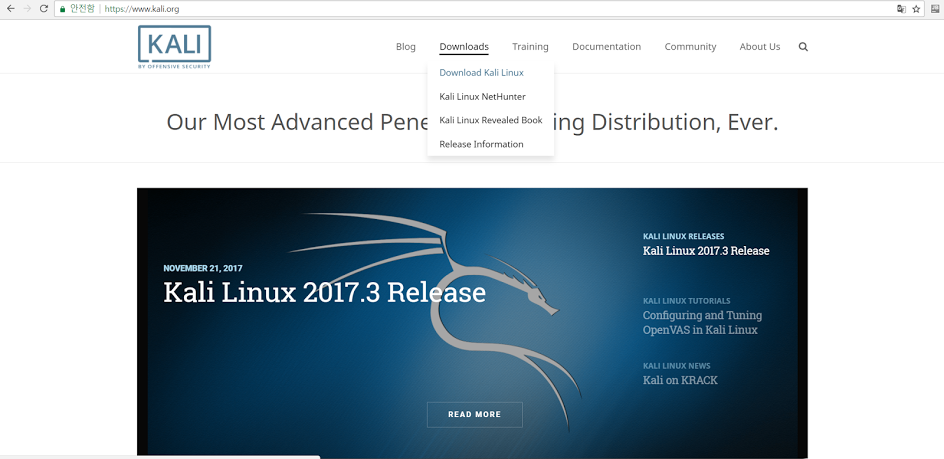 안전함 | https://www.kali.org
KALI
BY OFFENSIVE SECURITY
Blog Downloads Training Documentation Community About Us
Download Kali Linux
Kali Linux NetHunter
Kali Linux Revealed Book
Release Information
Our Most Advanced Pene ing Distribution, Ever.
NOVEMBER 21, 2017
Kali Linux 2017.3 Release
READ MORE
KALI LINUX RELEASES
Kali Linux 2017.3 Release
KALI LINUX TUTORIALS
Configuring and Tuning
OpenVAS in Kali Linux
KALI LINUX NEWS
Kali on KRACK